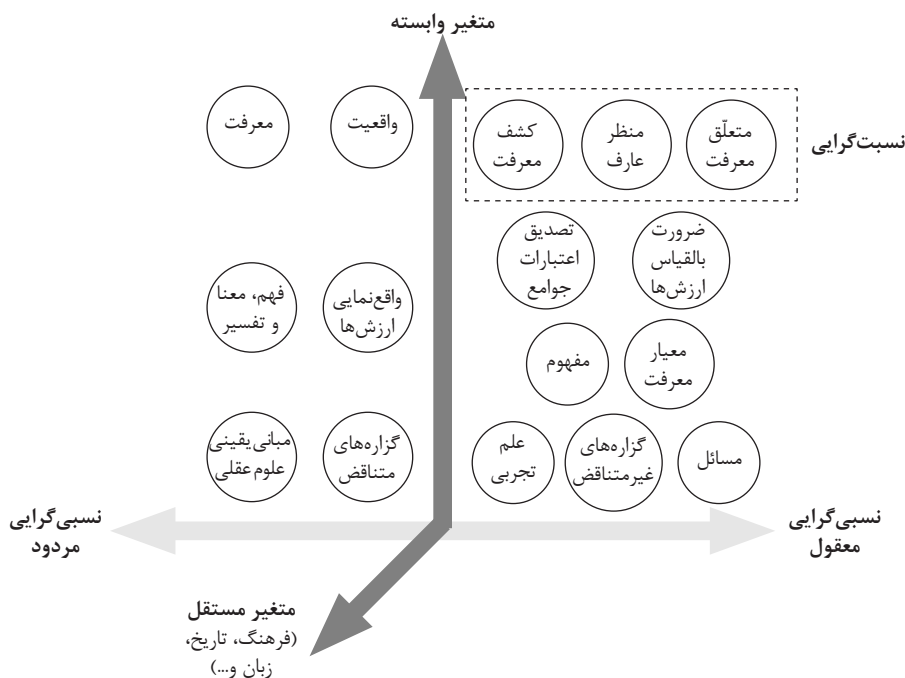 متغیر وابسته
نسبت‌گرایی
متعلّق
معرفت
منظر
عارف
کشف
معرفت
واقعیت
معرفت
ضرورت
بالقیاس
ارزش‌ها
تصدیق
اعتبارات
جوامع
واقع‌نمایی
ارزش‌ها
فهم، معنا
و تفسیر
معیار
معرفت
مفهوم
مسائل
گزاره‌های
غیرمتناقض
علم
تجربی
گزاره‌های
متناقض
مبانی یقینی
علوم عقلی
نسبی‌گرایی
معقول
نسبی‌گرایی
مردود
متغیر مستقل
(فرهنگ، تاریخ،
زبان و...)